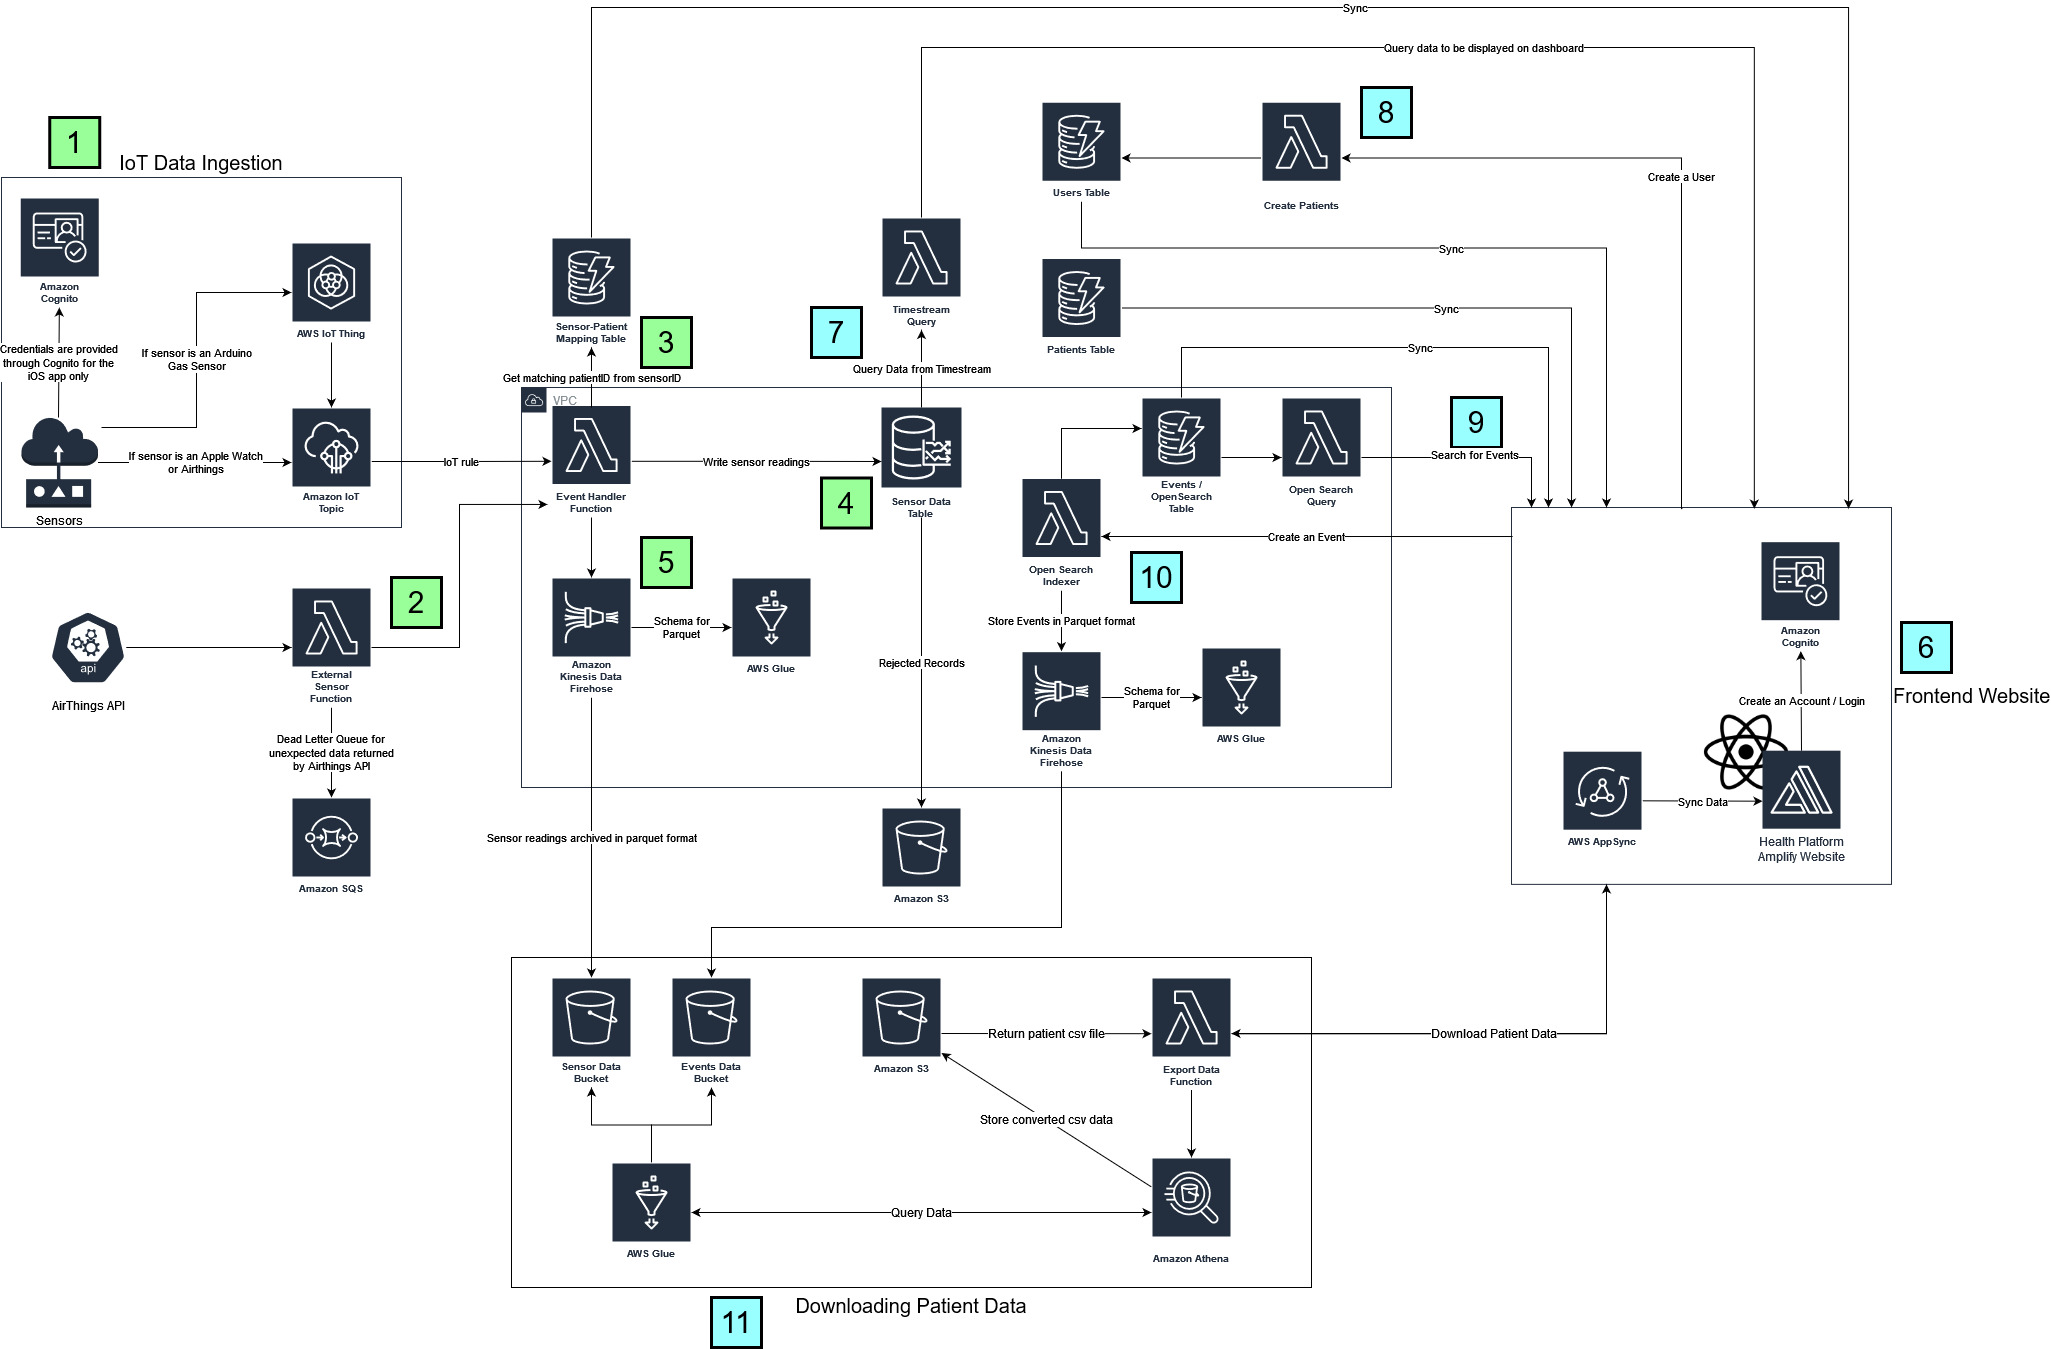 Sync
Query data to be displayed on dashboard
8
1
IoT Data Ingestion
Create a User
Users Table
Create Patients
Sync
Amazon
Cognito
AWS IoT Thing
Credentials are provided
through Cognito for the
iOS app only
If sensor is an Arduino
Gas Sensor
If sensor is an Apple Watch
or Airthings
Sensors
Amazon IoT
Topic
IoT rule
Sensor-Patient
Mapping Table
3
Get matching patientID from sensorID
7
Timestream
Query
Query Data from Timestream
Patients Table
Sync
Sync
VPC
Event Handler
Function
Write sensor readings
4
Sensor Data
Table
Events /
OpenSearch
Table
Open Search
Query
9
Search for Events
Create an Event
Open Search
Indexer
10
5
Amazon
Kinesis Data
Firehose
Schema for
Parquet
AWS Glue
Rejected Records
Store Events in Parquet format
Amazon
Kinesis Data
Firehose
Schema for
Parquet
AWS Glue
2
api
AirThings API
External
Sensor
Function
Dead Letter Queue for
unexpected data returned
by Airthings API
Amazon SQS
Sensor readings archived in parquet format
Amazon S3
Amazon
Cognito
6
Frontend Website
Create an Account / Login
AWS AppSync
Sync Data
Health Platform
Amplify Website
Sensor Data
Bucket
Events Data
Bucket
Amazon S3
Return patient csv file
Export Data
Function
Download Patient Data
Store converted csv data
AWS Glue
Query Data
Amazon Athena
11
Downloading Patient Data